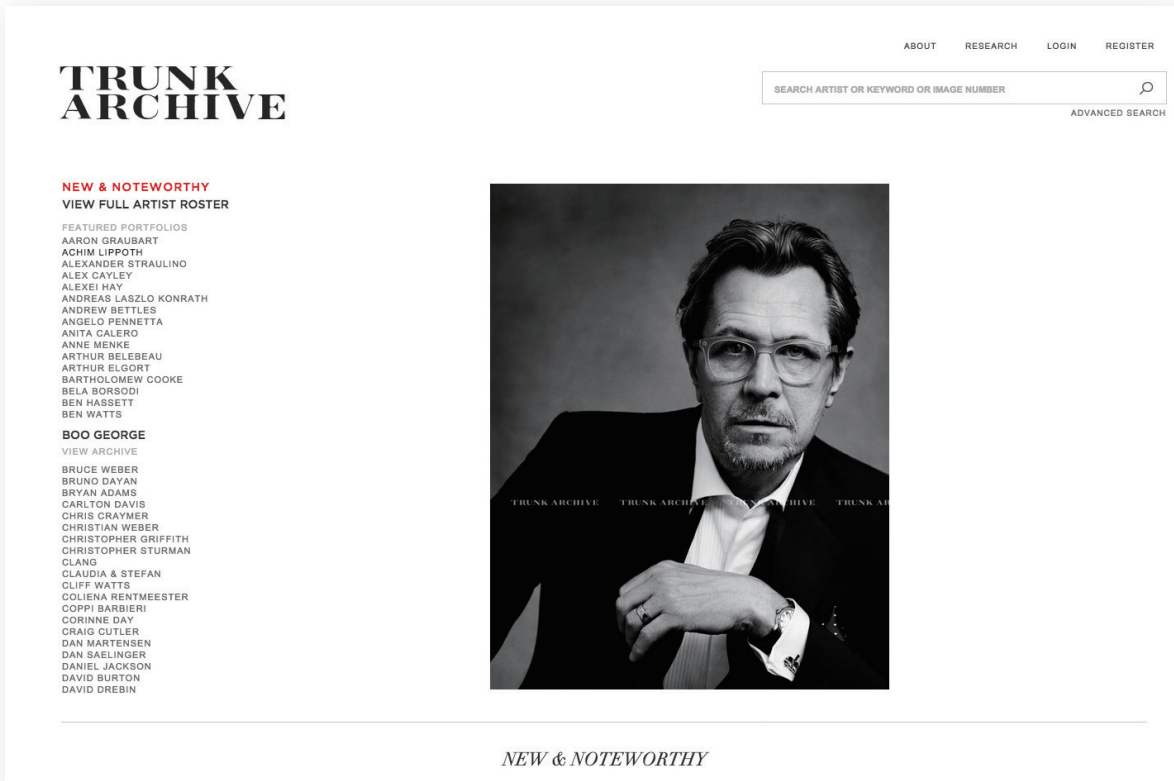 ABOUT RESEARCH LOGIN REGISTER
TRUNK
ARCHIVE
SEARCH ARTIST OR KEYWORD OR IMAGE NUMBER
ADVANCED SEARCH
NEW & NOTEWORTHY
VIEW FULL ARTIST ROSTER
FEATURED PORTFOLIOS
AARON GRAUBART
ACHIM LIPPOTH
ALEXANDER STRAULINO
ALEX CAYLEY
ALEXEI HAY
ANDREAS LASZLO KONRATH
ANDREW BETTLES
ANGELO PENNETTA
ANITA CALERO
ANNE MENKE
ARTHUR BELEBEAU
ARTHUR ELGORT
BARTHOLOMEW COOKE
BELA BORSODI
BEN HASSETT
BEN WATTS
BOO GEORGE
VIEW ARCHIVE
BRUCE WEBER
BRUNO DAYAN
BRYAN ADAMS
CARLTON DAVIS
CHRIS CRAYMER
CHRISTIAN WEBER
CHRISTOPHER GRIFFITH
CHRISTOPHER STURMAN
CLANG
CLAUDIA & STEFAN
CLIFF WATTS
COLIENA RENTMEESTER
COPPI BARBIERI
CORINNE DAY
CRAIG CUTLER
DAN MARTENSEN
DAN SAELINGER
DANIEL JACKSON
DAVID BURTON
DAVID DREBIN
TRUNK ARCHIVE TRUNK ARCHIVE TRUNK ARCHIVE TRUNK AR
NEW & NOTEWORTHY